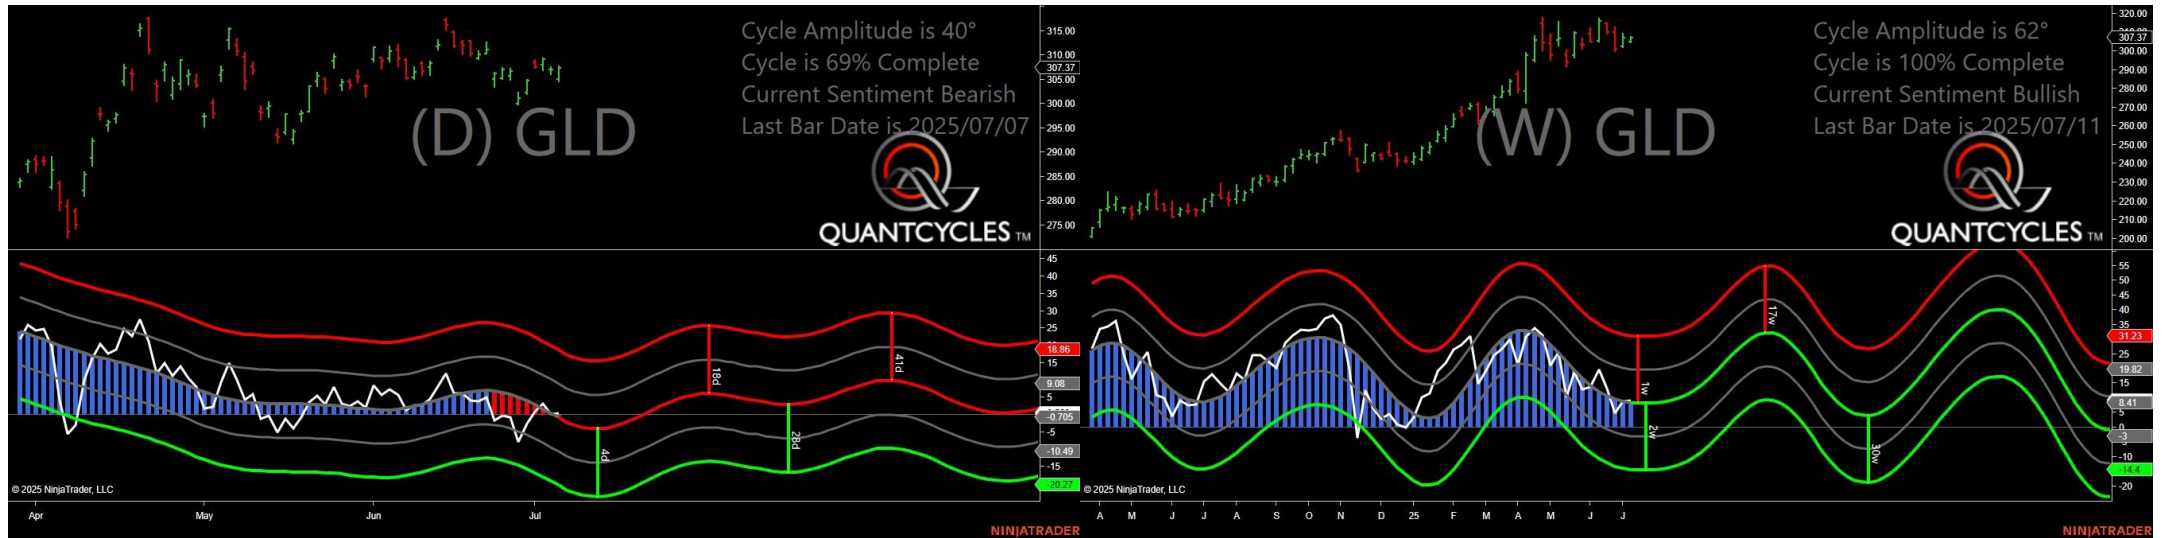 Cycle Amplitude is 40°
Cycle is 69% Complete
Current Sentiment Bearish
Last Bar Date is 2025/07/07
(D) GLD
QUANTCYCLES TM
315.00
310.00
307.37
305.00
300.00
295.00
290.00
285.00
280.00
275.00
45
40
35
30
25
18.86
15
9.08
5
-0.705
-5
-10.49
-15
-20.27
4d
18d
28d
41d
© 2025 NinjaTrader, LLC
Apr
May
Jun
Jul
NINJATRADER
Cycle Amplitude is 62°
Cycle is 100% Complete
Current Sentiment Bullish
Last Bar Date is 2025/07/11
(W) GLD
QUANTCYCLES TM
320.00
307.37
300.00
290.00
280.00
270.00
260.00
250.00
240.00
230.00
220.00
210.00
200.00
55
50
45
40
35
31.23
25
19.82
15
8.41
5
0
-3
-10
-14.4
-20
1w
2w
17w
30w
© 2025 NinjaTrader, LLC
A M J J A S O N D 25 F M A M J J
NINJATRADER